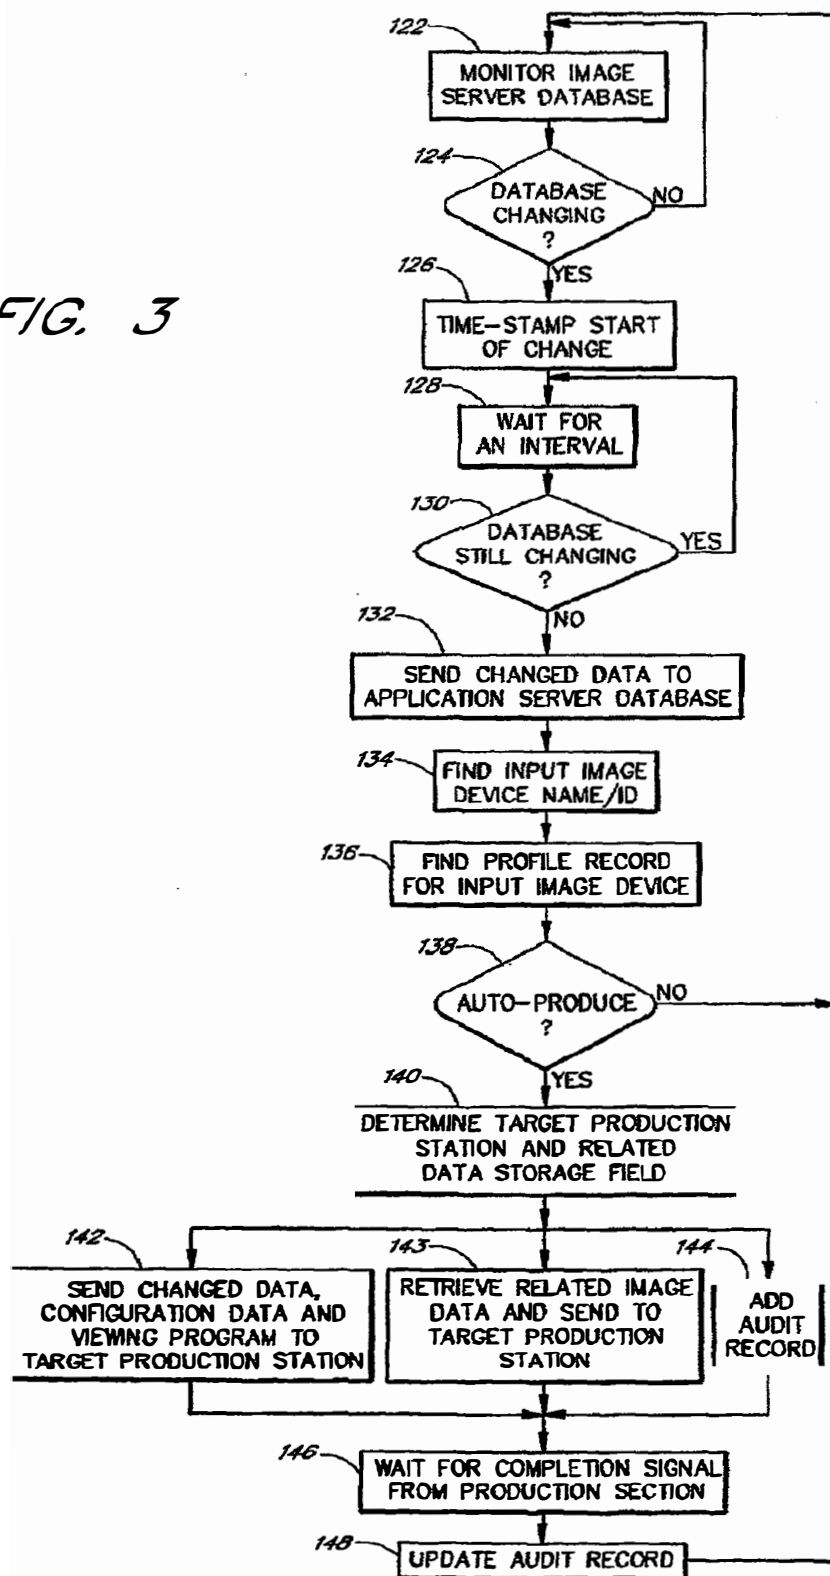 122
MONITOR IMAGE
SERVER DATABASE
124
DATABASE
CHANGING
?
NO
YES
FIG. 3
126
TIME-STAMP START
OF CHANGE
128
WAIT FOR
AN INTERVAL
130
DATABASE
STILL CHANGING
?
YES
NO
132
SEND CHANGED DATA TO
APPLICATION SERVER DATABASE
134
FIND INPUT IMAGE
DEVICE NAME/ID
136
FIND PROFILE RECORD
FOR INPUT IMAGE DEVICE
138
AUTO-PRODUCE
?
NO
YES
140
DETERMINE TARGET PRODUCTION
STATION AND RELATED
DATA STORAGE FIELD
142
SEND CHANGED DATA,
CONFIGURATION DATA AND
VIEWING PROGRAM TO
TARGET PRODUCTION STATION
143
RETRIEVE RELATED IMAGE
DATA AND SEND TO
TARGET PRODUCTION
STATION
144
ADD
AUDIT
RECORD
146
WAIT FOR COMPLETION SIGNAL
FROM PRODUCTION SECTION
148
UPDATE AUDIT RECORD